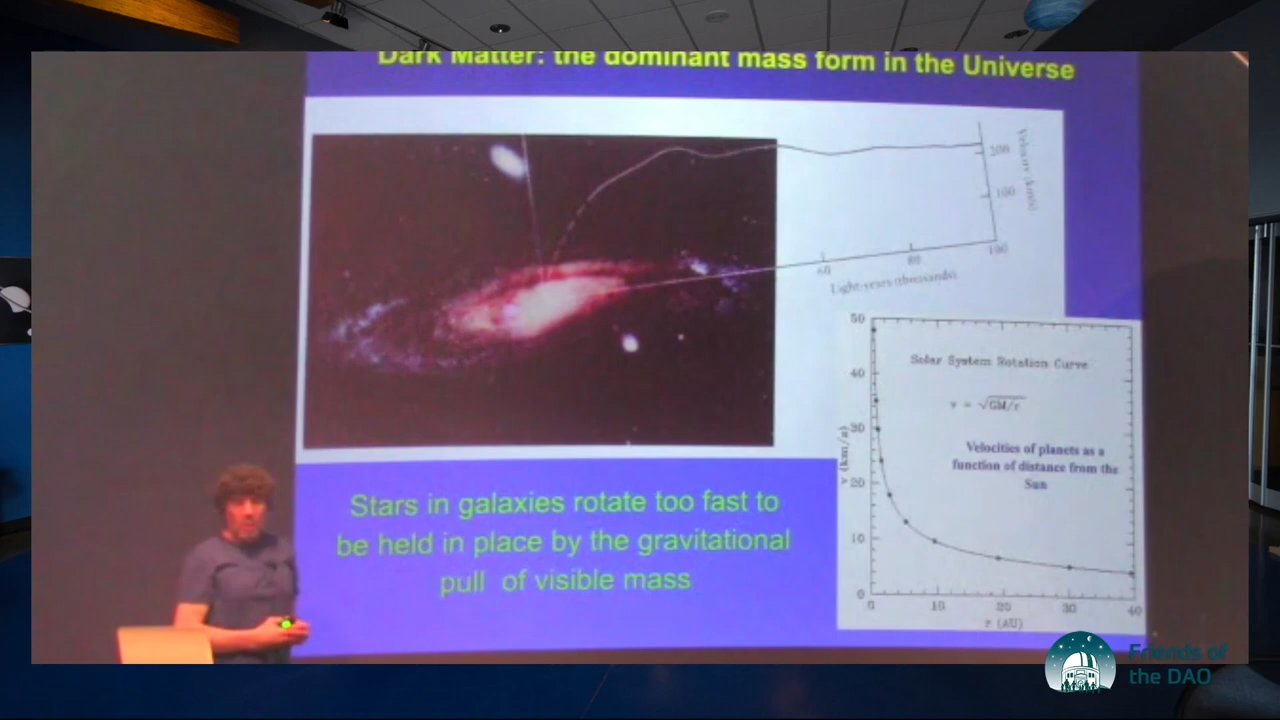 Dark Matter: the dominant mass form in the Universe
200
100
Velocity (km/s)
60
80
100
Light-years (thousands)
Stars in galaxies rotate too fast to
be held in place by the gravitational
pull of visible mass
Solar System Rotation Curve
v = √GM/r
Velocities of planets as a
function of distance from the
Sun
50
40
30
20
10
0
v (km/s)
0
10
20
30
40
r (AU)
Friends of
the DAO